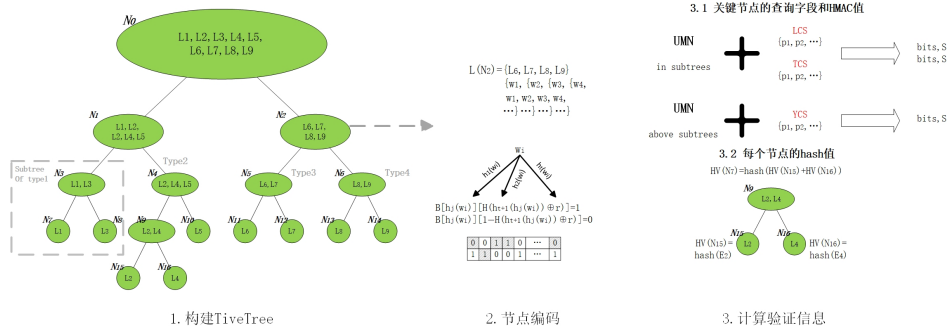 N0
L1, L2, L3, L4, L5,
L6, L7, L8, L9
N1
L1, L2,
L2, L4, L5
N2
L6, L7,
L8, L9
Subtree
Of type1
N3
L1, L3
Type2
N4
L2, L4, L5
N5
L6, L7
Type3
N6
L8, L9
Type4
N7
L1
N8
L3
N9
L2, L4
N10
L5
N11
L6
N12
L7
N13
L8
N14
L9
N15
L2
N16
L4
1.构建TiveTree
L(N2)={L6, L7, L8, L9}
{w1, {w2, {w3, {w4,
w1, w2, w3, w4,
…} …} …} …}
Wi
h1(wi)
h2(wi)
ht(wi)
B[hj(wi)][H(ht+1(hj(wi))⊕r)]=1
B[hj(wi)][1-H(ht+1(hj(wi))⊕r)]=0
0 0 1 1 0 … 0
1 1 0 0 1 … 1
2.节点编码
3.1 关键节点的查询字段和HMAC值
UMN
in subtrees
LCS
{p1, p2, …}
TCS
{p1, p2, …}
bits, S
bits, S
UMN
above subtrees
YCS
{p1, p2, …}
bits, S
3.2 每个节点的hash值
HV(N7)=hash(HV(N15)+HV(N16))
N9
L2, L4
N15
L2
N16
L4
HV(N15)=
hash(E2)
HV(N16)=
hash(E4)
3.计算验证信息